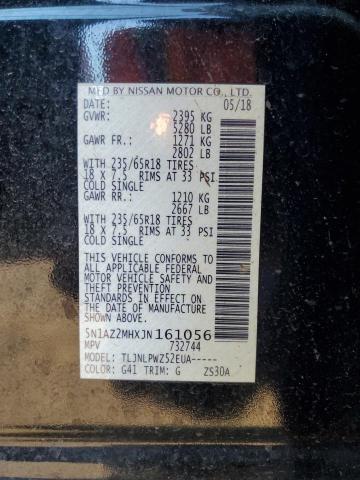 MFD BY NISSAN MOTOR CO., LTD.
DATE: 05/18
GVWR: 2395 KG
5280 LB
GAWR FR.: 1271 KG
2802 LB
WITH 235/65R18 TIRES
18 X 7.5 RIMS AT 33 PSI
COLD SINGLE
GAWR RR.: 1210 KG
2667 LB
WITH 235/65R18 TIRES
18 X 7.5 RIMS AT 33 PSI
COLD SINGLE
THIS VEHICLE CONFORMS TO
ALL APPLICABLE FEDERAL
MOTOR VEHICLE SAFETY AND
THEFT PREVENTION
STANDARDS IN EFFECT ON
THE DATE OF MANUFACTURE
SHOWN ABOVE.
5N1AZ2MHXJN161056
MPV 732744
MODEL: TLJNLPWZ52EUA-----
COLOR: G41 TRIM: G ZS30A